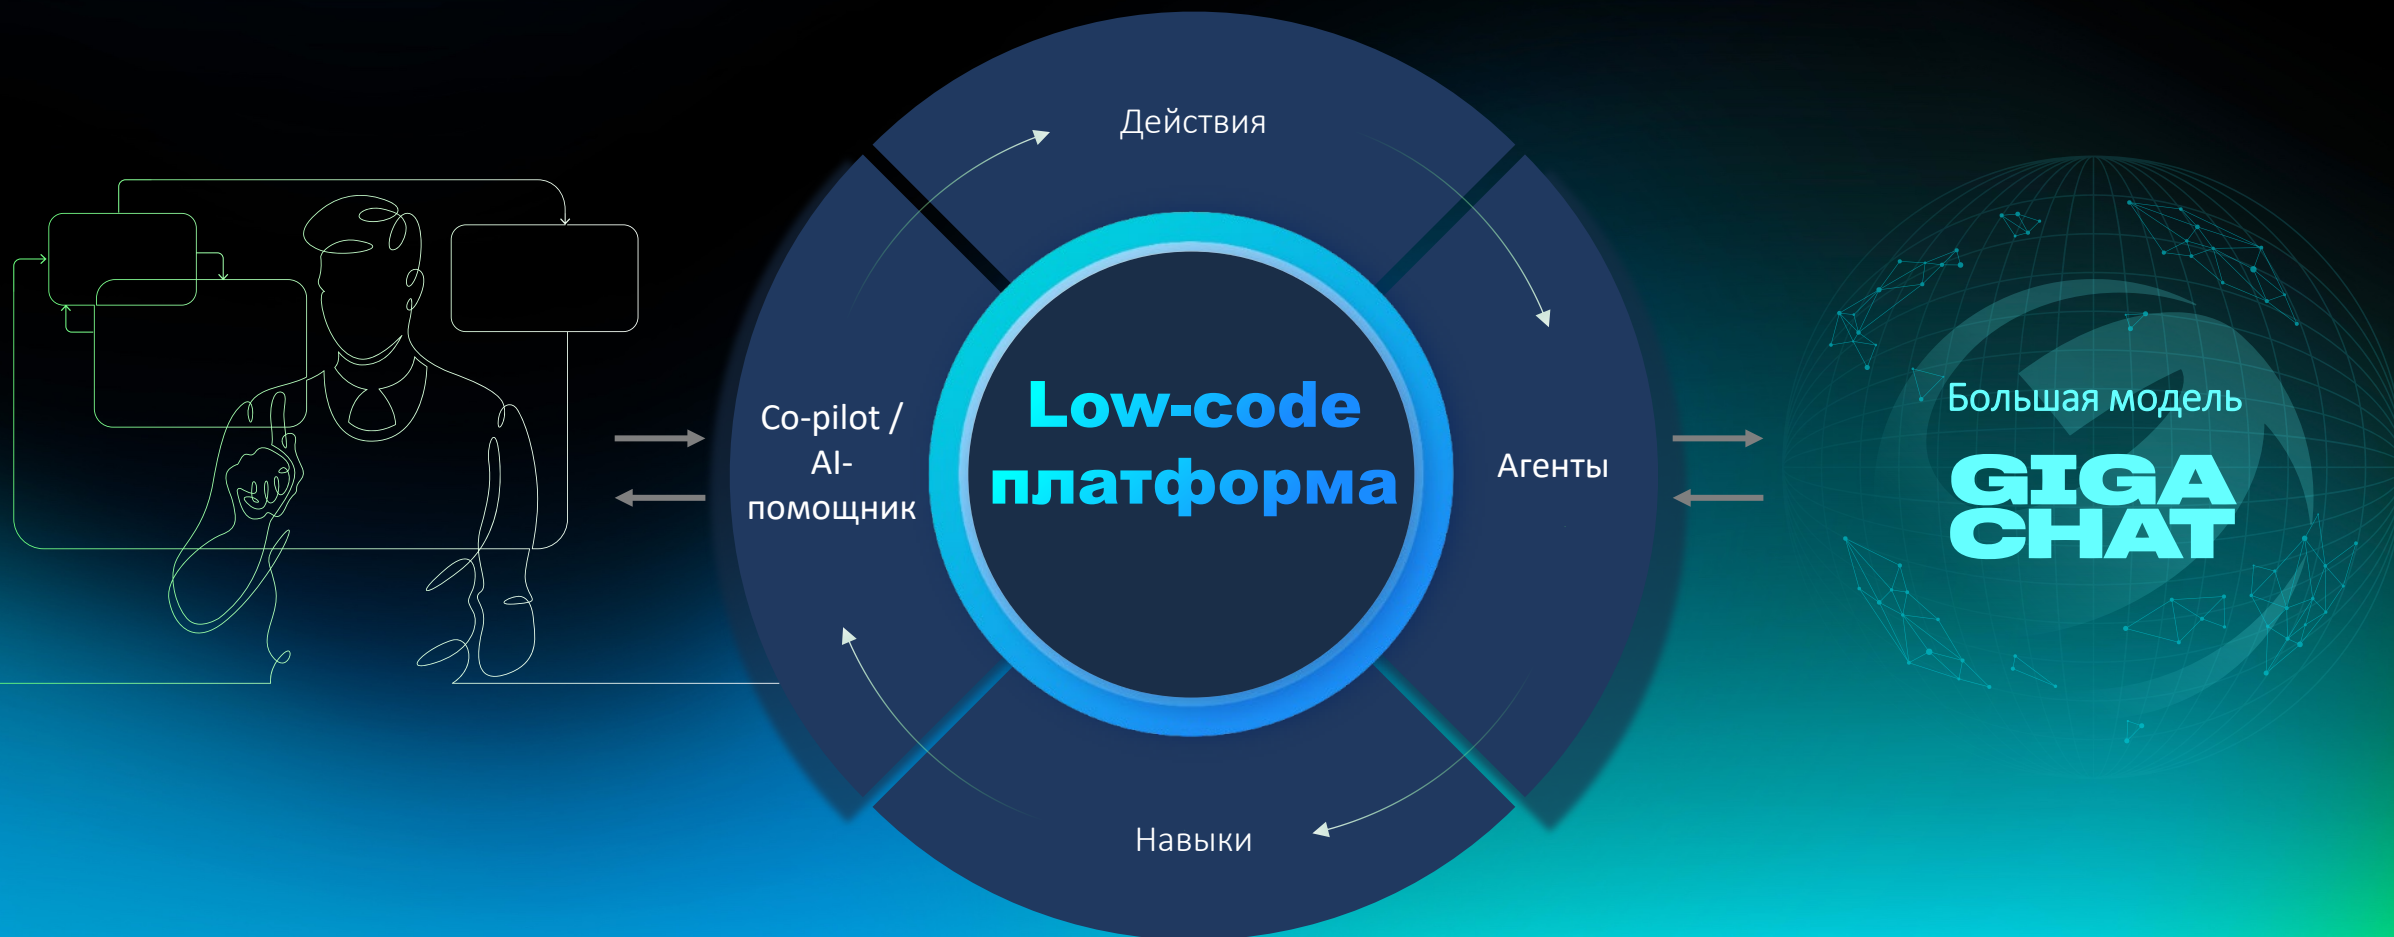 Действия
Co-pilot /
AI-
помощник
Low-code
платформа
Агенты
Навыки
Большая модель
GIGA
CHAT